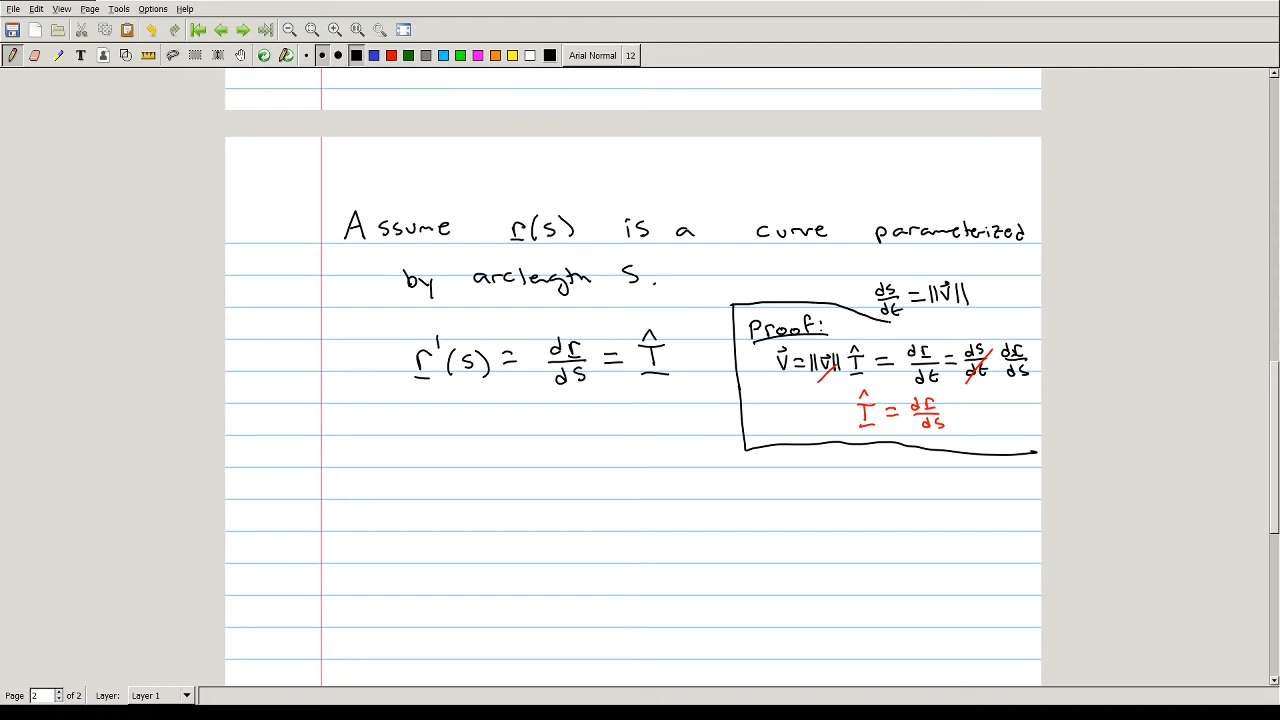 File Edit View Page Tools Options Help
T Arial Normal 12
Assume r(s) is a curve parameterized
by arclength s.
ds/dt = ||v⃗||
Proof:
r'(s) = dr/ds = T̂
v⃗ = ||v⃗|| T̂ = dr/dt = ds/dt dr/ds
T̂ = dr/ds
Page 2 of 2 Layer: Layer 1